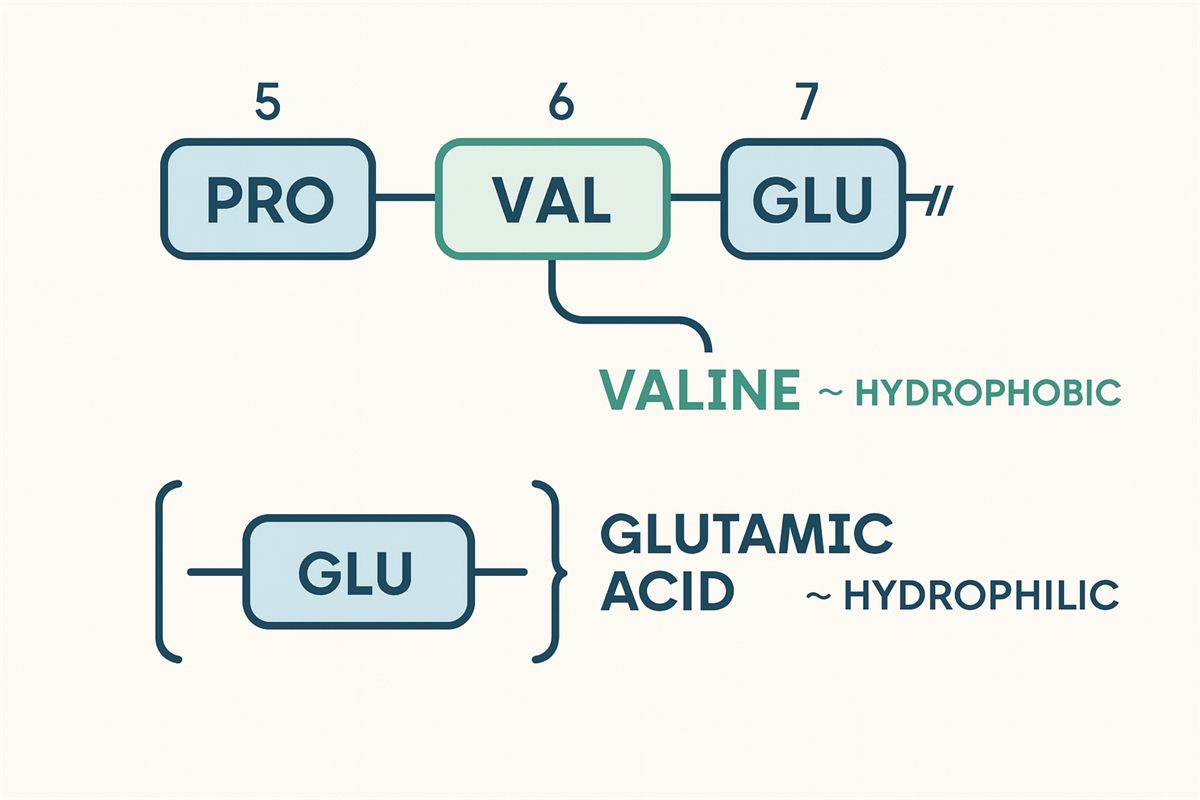 5 6 7
PRO VAL GLU
VALINE ~ HYDROPHOBIC
GLU
GLUTAMIC
ACID ~ HYDROPHILIC